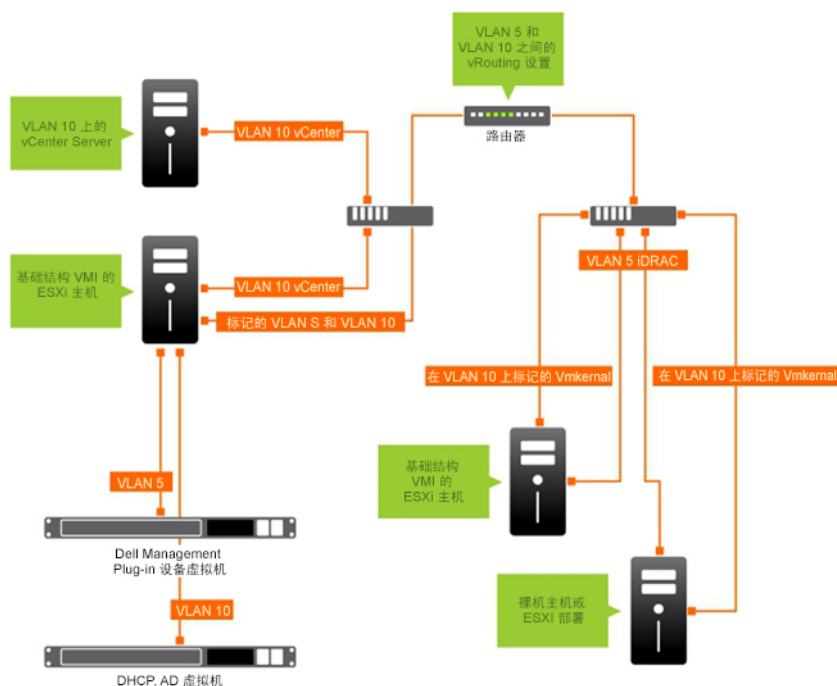 VLAN 5 和
VLAN 10 之间的
vRouting 设置
路由器
VLAN 10 上的
vCenter Server
VLAN 10 vCenter
基础结构 VMI 的
ESXi 主机
VLAN 10 vCenter
标记的 VLAN S 和 VLAN 10
VLAN 5 iDRAC
在 VLAN 10 上标记的 Vmkernal
在 VLAN 10 上标记的 Vmkernal
基础结构
VMI 的
ESXi 主机
VLAN 5
Dell Management
Plug-in 设备虚拟机
VLAN 10
裸机主机或
ESXI 部署
DHCP, AD 虚拟机